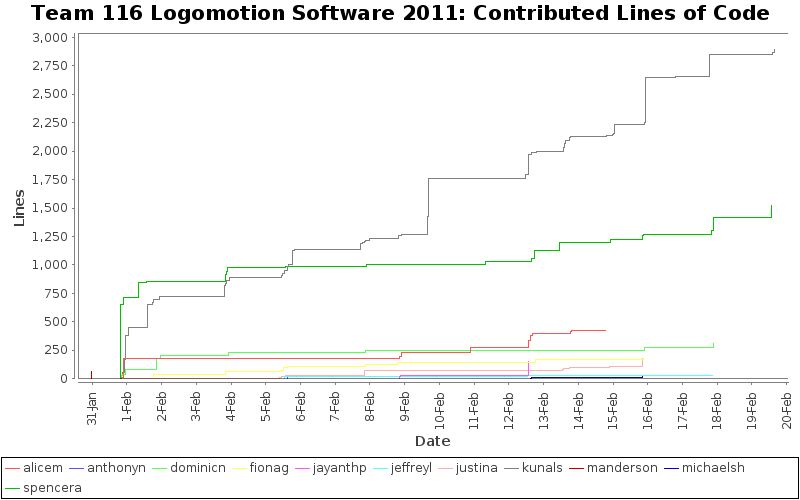 Team 116 Logomotion Software 2011: Contributed Lines of Code
3,000
2,750
2,500
2,250
2,000
1,750
1,500
1,250
1,000
750
500
250
0
Lines
31-Jan
1-Feb
2-Feb
3-Feb
4-Feb
5-Feb
6-Feb
7-Feb
8-Feb
9-Feb
10-Feb
11-Feb
12-Feb
13-Feb
14-Feb
15-Feb
16-Feb
17-Feb
18-Feb
19-Feb
20-Feb
Date
alicem anthonyn dominicn fionag jayanthp jeffreyl justina kunals manderson michaelsh
spencera